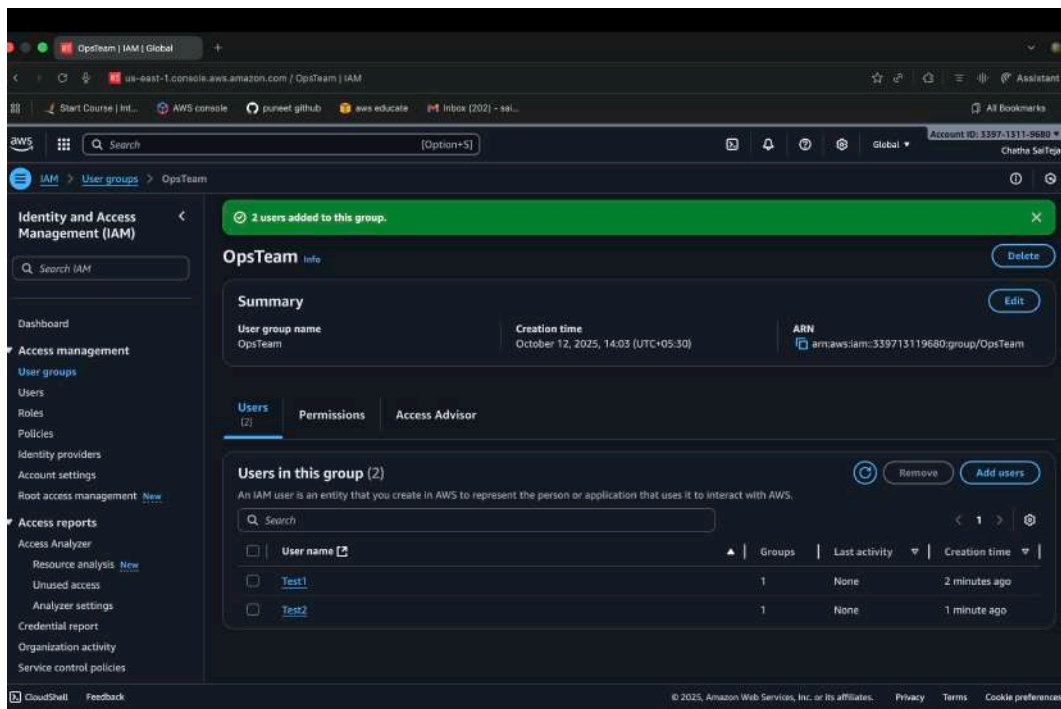 OpsTeam | IAM | Global
us-east-1.console.aws.amazon.com / OpsTeam | IAM
Assistant
Start Course | Int...
AWS console
puneet github
aws educate
Inbox (202) - sai...
All Bookmarks
aws
Search
[Option+S]
Global
Account ID: 3397-1311-9680
Chatha SaiTeja
IAM > User groups > OpsTeam
Identity and Access Management (IAM)
Search IAM
Dashboard
Access management
User groups
Users
Roles
Policies
Identity providers
Account settings
Root access management New
Access reports
Access Analyzer
Resource analysis New
Unused access
Analyzer settings
Credential report
Organization activity
Service control policies
2 users added to this group.
OpsTeam Info
Delete
Summary
Edit
User group name
OpsTeam
Creation time
October 12, 2025, 14:03 (UTC+05:30)
ARN
arn:aws:iam::339713119680:group/OpsTeam
Users
(2)
Permissions
Access Advisor
Users in this group (2)
Remove
Add users
An IAM user is an entity that you create in AWS to represent the person or application that uses it to interact with AWS.
Search
1
User name
Groups
Last activity
Creation time
Test1 1 None 2 minutes ago
Test2 1 None 1 minute ago
CloudShell
Feedback
© 2025, Amazon Web Services, Inc. or its affiliates.
Privacy
Terms
Cookie preferences